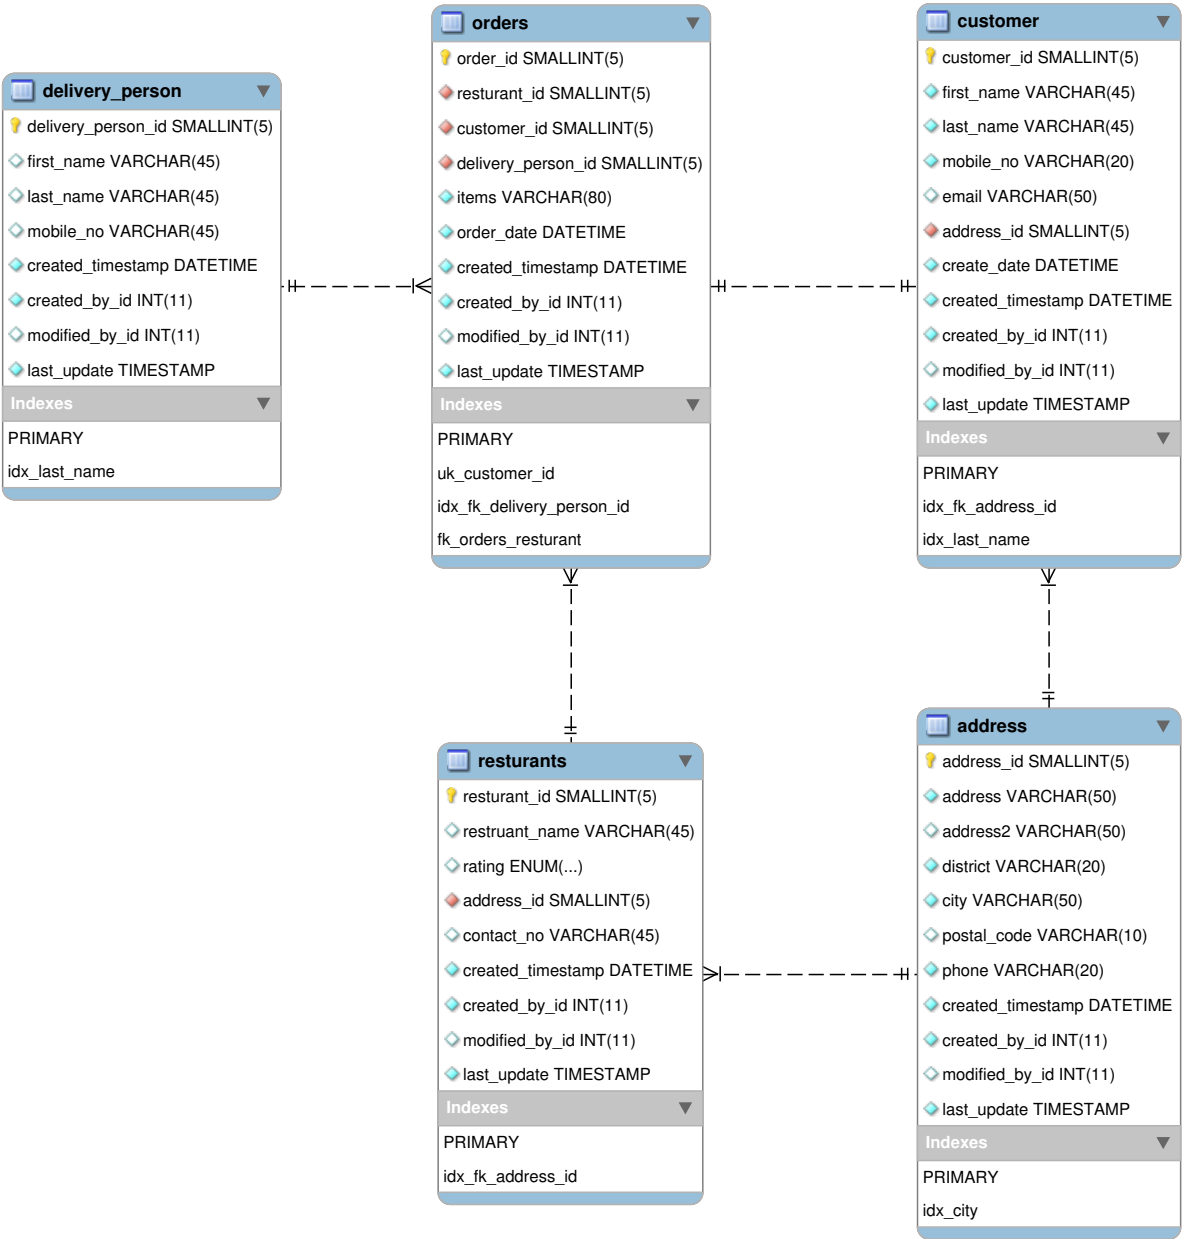 delivery_person
delivery_person_id SMALLINT(5)
first_name VARCHAR(45)
last_name VARCHAR(45)
mobile_no VARCHAR(45)
created_timestamp DATETIME
created_by_id INT(11)
modified_by_id INT(11)
last_update TIMESTAMP
Indexes
PRIMARY
idx_last_name
orders
order_id SMALLINT(5)
resturant_id SMALLINT(5)
customer_id SMALLINT(5)
delivery_person_id SMALLINT(5)
items VARCHAR(80)
order_date DATETIME
created_timestamp DATETIME
created_by_id INT(11)
modified_by_id INT(11)
last_update TIMESTAMP
Indexes
PRIMARY
uk_customer_id
idx_fk_delivery_person_id
fk_orders_resturant
customer
customer_id SMALLINT(5)
first_name VARCHAR(45)
last_name VARCHAR(45)
mobile_no VARCHAR(20)
email VARCHAR(50)
address_id SMALLINT(5)
create_date DATETIME
created_timestamp DATETIME
created_by_id INT(11)
modified_by_id INT(11)
last_update TIMESTAMP
Indexes
PRIMARY
idx_fk_address_id
idx_last_name
resturants
resturant_id SMALLINT(5)
restruant_name VARCHAR(45)
rating ENUM(...)
address_id SMALLINT(5)
contact_no VARCHAR(45)
created_timestamp DATETIME
created_by_id INT(11)
modified_by_id INT(11)
last_update TIMESTAMP
Indexes
PRIMARY
idx_fk_address_id
address
address_id SMALLINT(5)
address VARCHAR(50)
address2 VARCHAR(50)
district VARCHAR(20)
city VARCHAR(50)
postal_code VARCHAR(10)
phone VARCHAR(20)
created_timestamp DATETIME
created_by_id INT(11)
modified_by_id INT(11)
last_update TIMESTAMP
Indexes
PRIMARY
idx_city